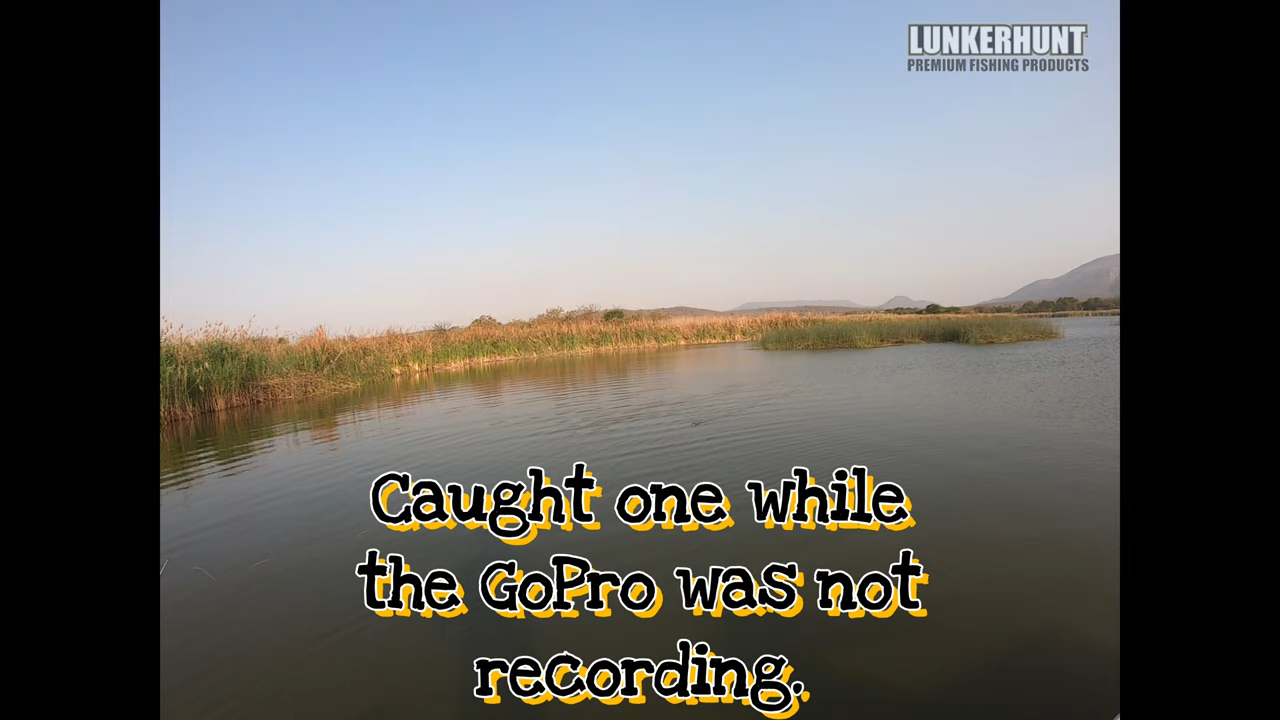 LUNKERHUNT
PREMIUM FISHING PRODUCTS
Caught one while
the GoPro was not
recording.